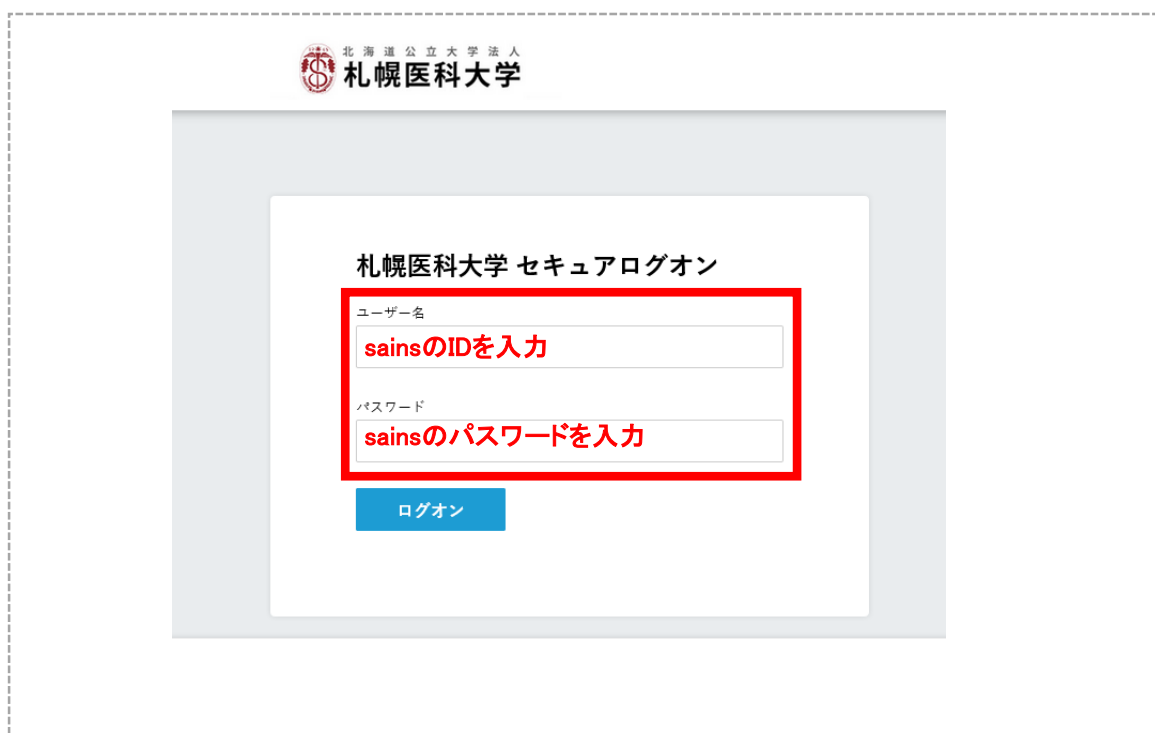 北海道公立大学法人
札幌医科大学
札幌医科大学 セキュアログオン
ユーザー名
sainsのIDを入力
パスワード
sainsのパスワードを入力
ログオン